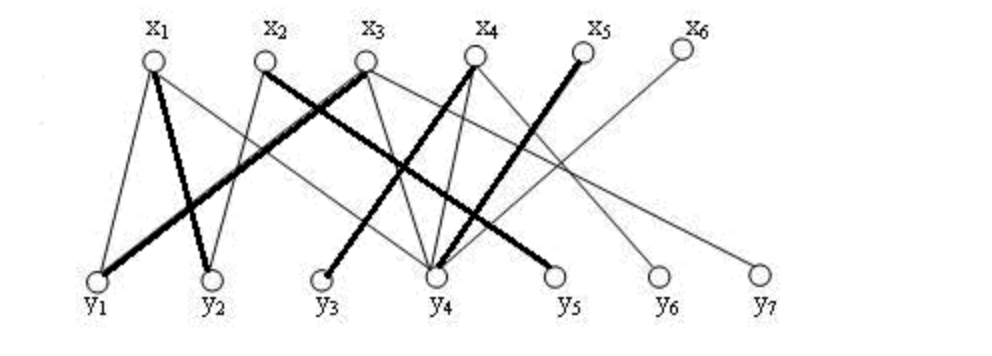 x₁ x₂ x₃ x₄ x₅ x₆
y₁ y₂ y₃ y₄ y₅ y₆ y₇